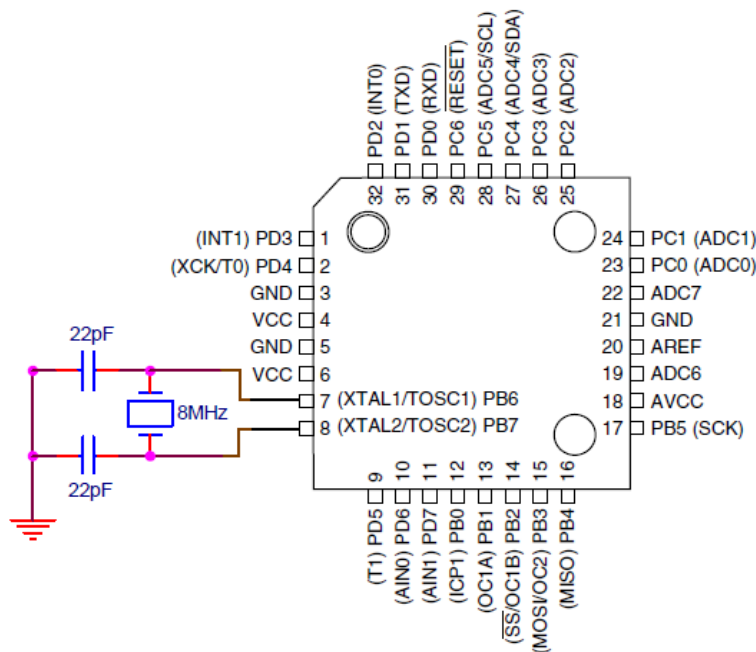 32 PD2 (INT0)
31 PD1 (TXD)
30 PD0 (RXD)
29 PC6 (RESET)
28 PC5 (ADC5/SCL)
27 PC4 (ADC4/SDA)
26 PC3 (ADC3)
25 PC2 (ADC2)
(INT1) PD3 1
(XCK/T0) PD4 2
GND 3
VCC 4
GND 5
VCC 6
7 (XTAL1/TOSC1) PB6
8 (XTAL2/TOSC2) PB7
22pF
8MHz
22pF
24 PC1 (ADC1)
23 PC0 (ADC0)
22 ADC7
21 GND
20 AREF
19 ADC6
18 AVCC
17 PB5 (SCK)
(T1) PD5 9
(AIN0) PD6 10
(AIN1) PD7 11
(ICP1) PB0 12
(OC1A) PB1 13
(SS/OC1B) PB2 14
(MOSI/OC2) PB3 15
(MISO) PB4 16